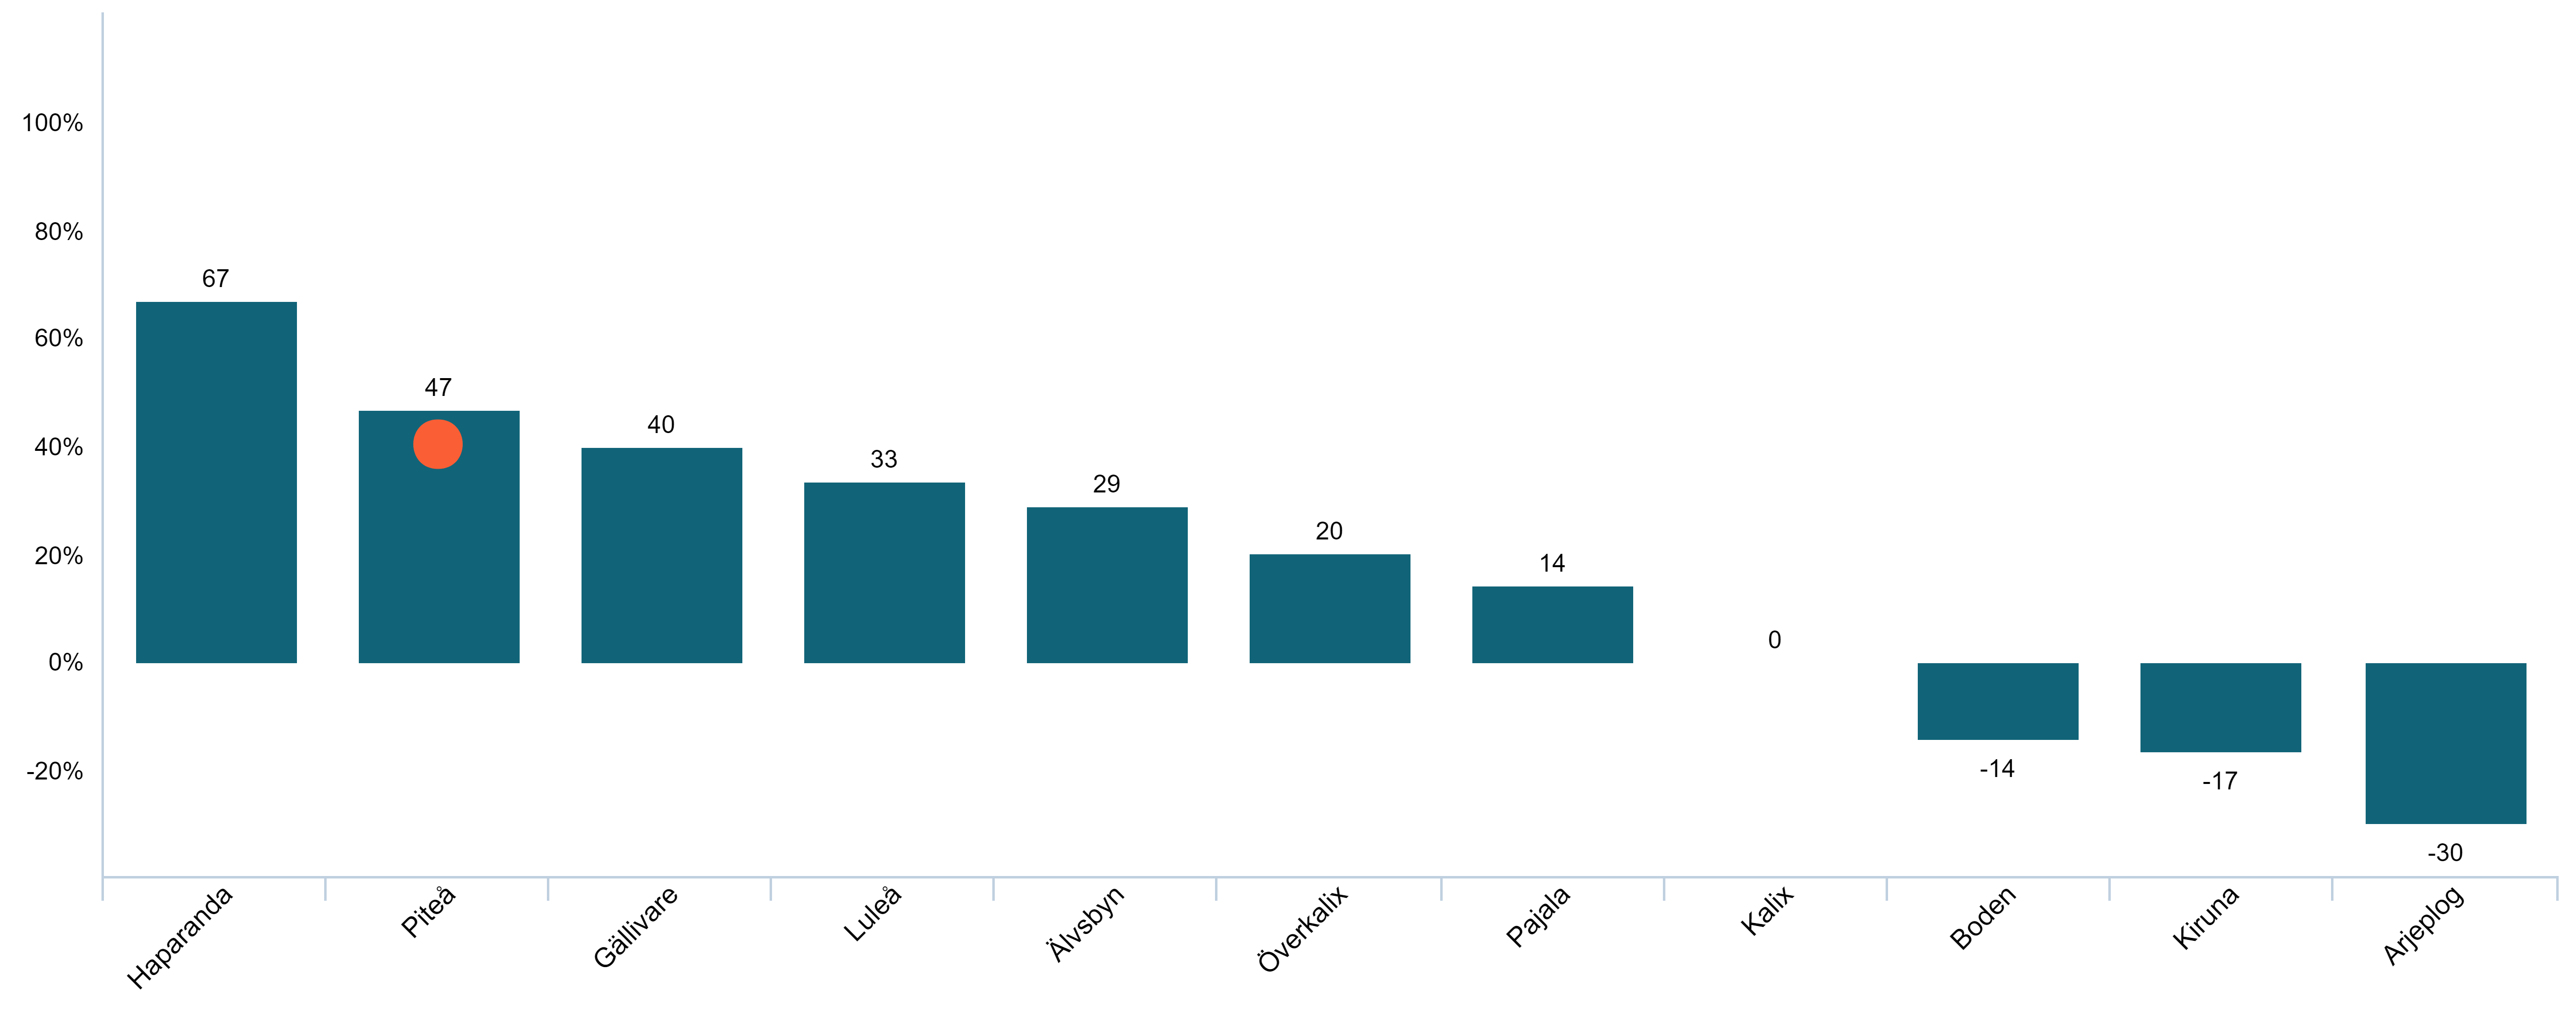 100%
80%
60%
40%
20%
0%
-20%
67
47
40
33
29
20
14
0
-14
-17
-30
Haparanda
Piteå
Gällivare
Luleå
Älvsbyn
Överkalix
Pajala
Kalix
Boden
Kiruna
Arjeplog